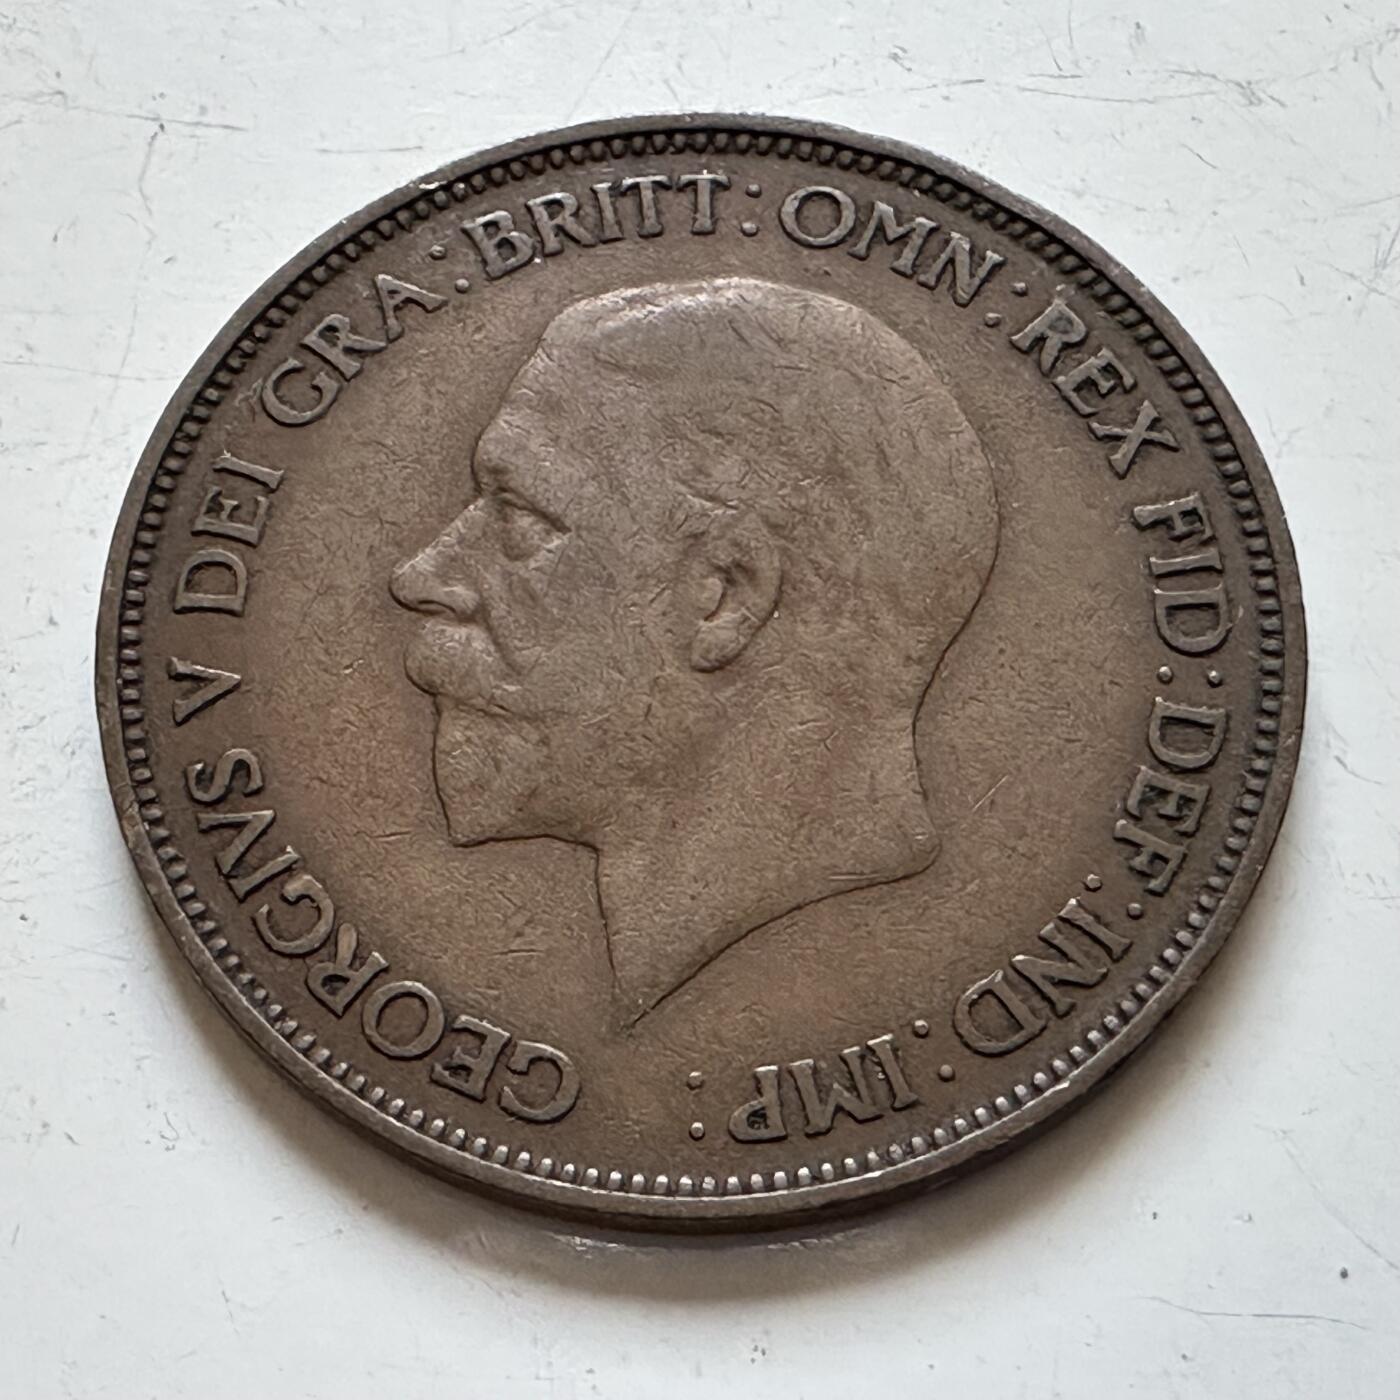 GEORGIVS V DEI GRA: BRITT: OMN: REX FID: DEF: IND: IMP: